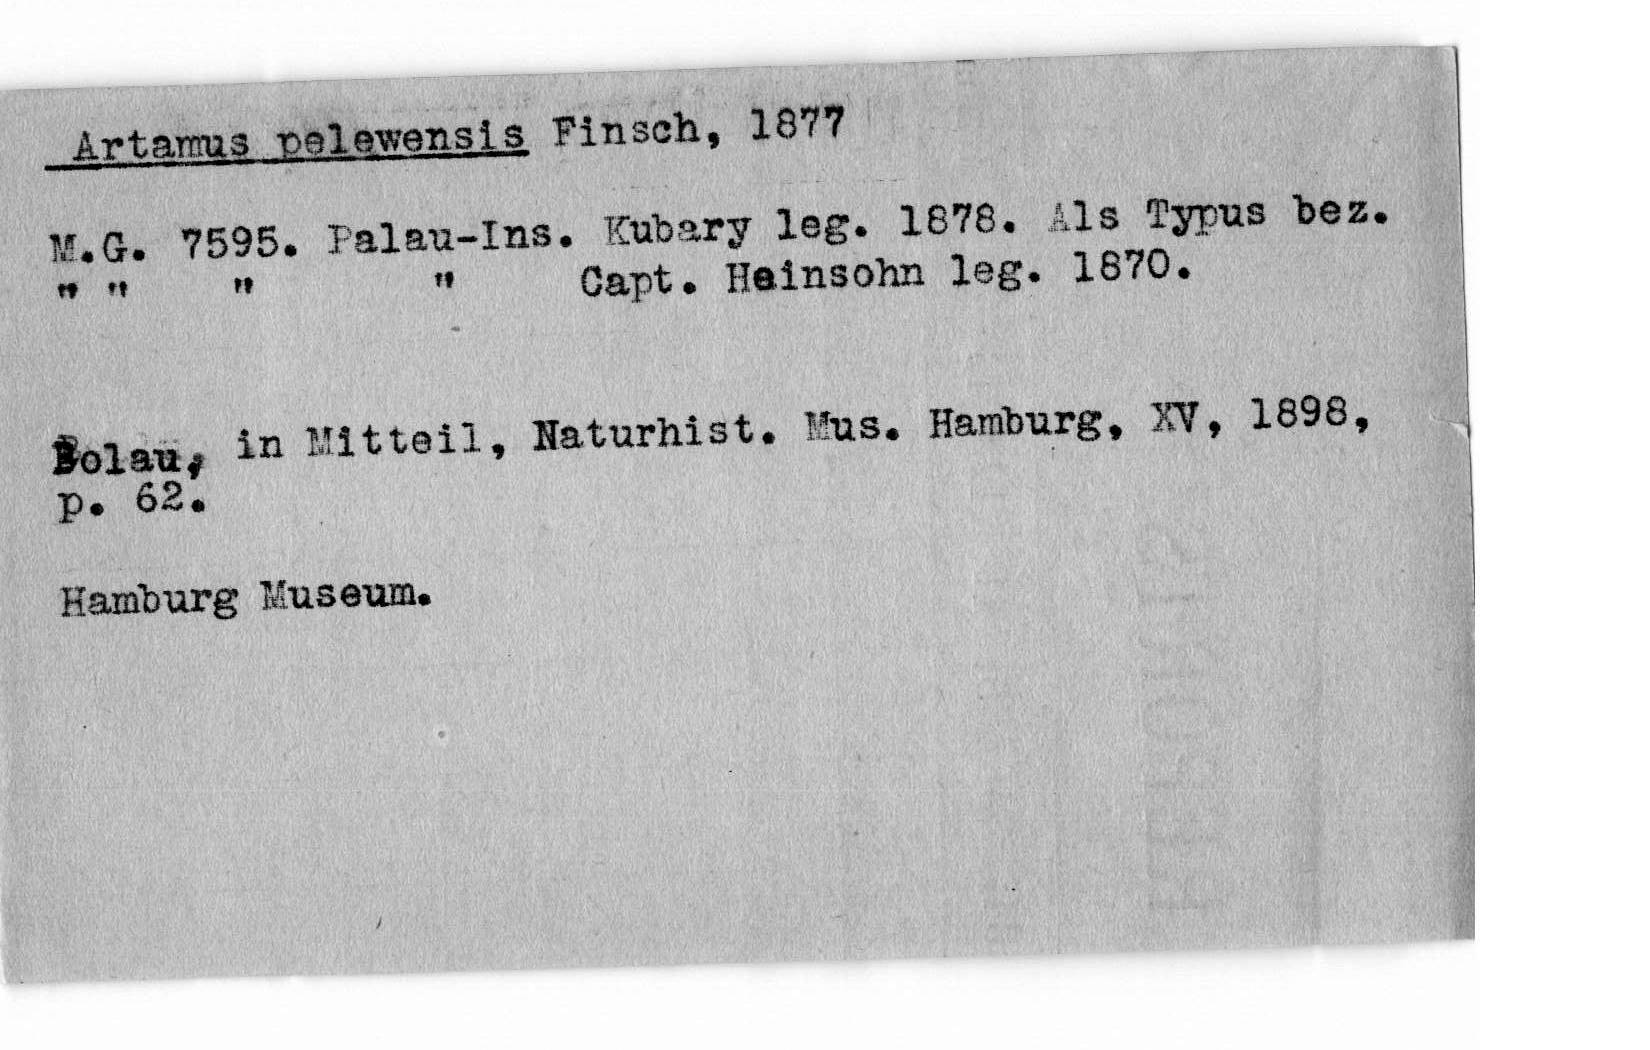 Artamus pelewensis Finsch, 1877
M.G. 7595. Palau-Ins. Kubary leg. 1878. Als Typus bez.
" " " " Capt. Heinsohn leg. 1870.
Bolau, in Mitteil, Naturhist. Mus. Hamburg, XV, 1898,
p. 62.
Hamburg Museum.